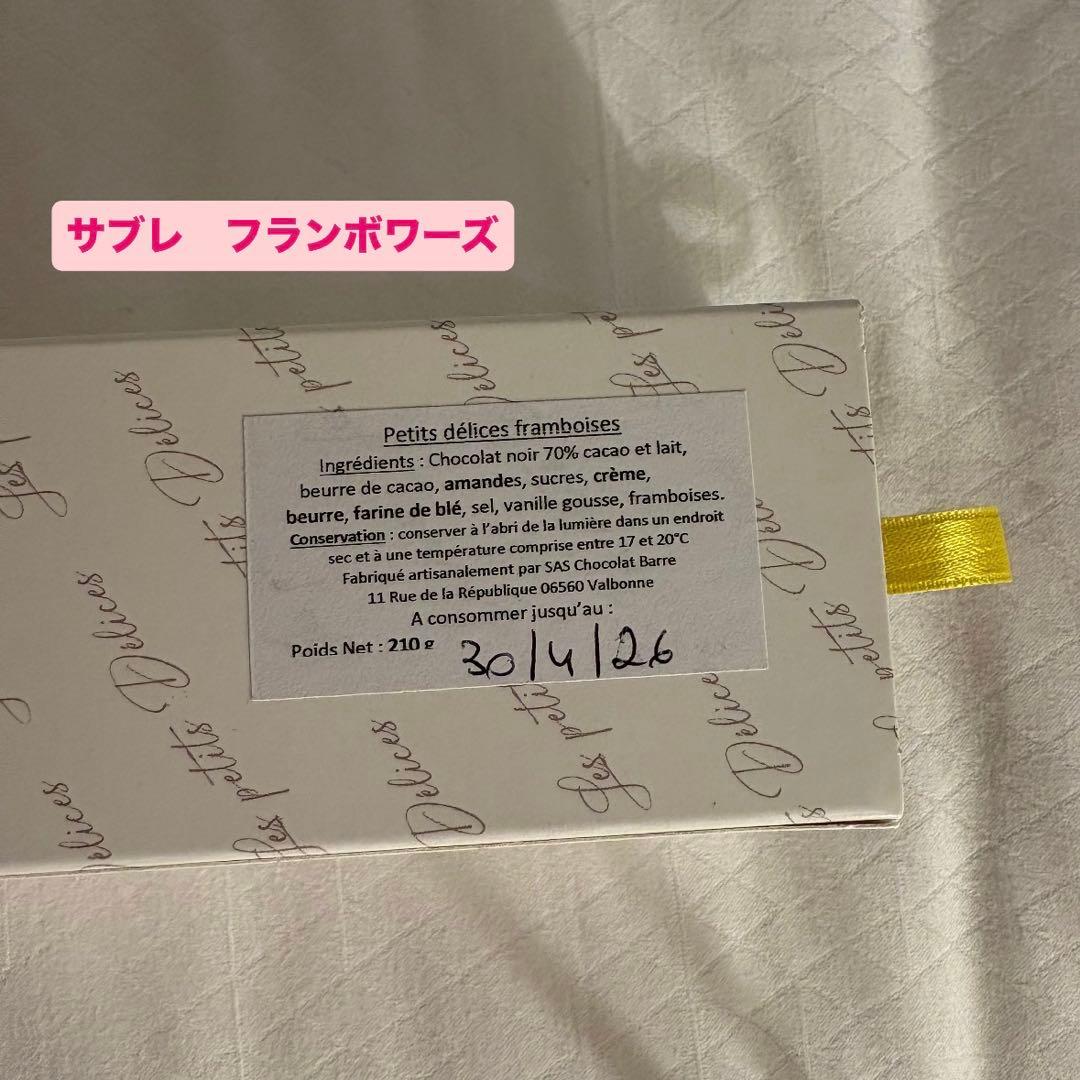 サブレ　フランボワーズ
Petits délices framboises
Ingrédients : Chocolat noir 70% cacao et lait,
beurre de cacao, amandes, sucres, crème,
beurre, farine de blé, sel, vanille gousse, framboises.
Conservation : conserver à l'abri de la lumière dans un endroit
sec et à une température comprise entre 17 et 20°C
Fabriqué artisanalement par SAS Chocolat Barre
11 Rue de la République 06560 Valbonne
A consommer jusqu'au :
Poids Net : 210 g 30/4/26
Les petits Délices